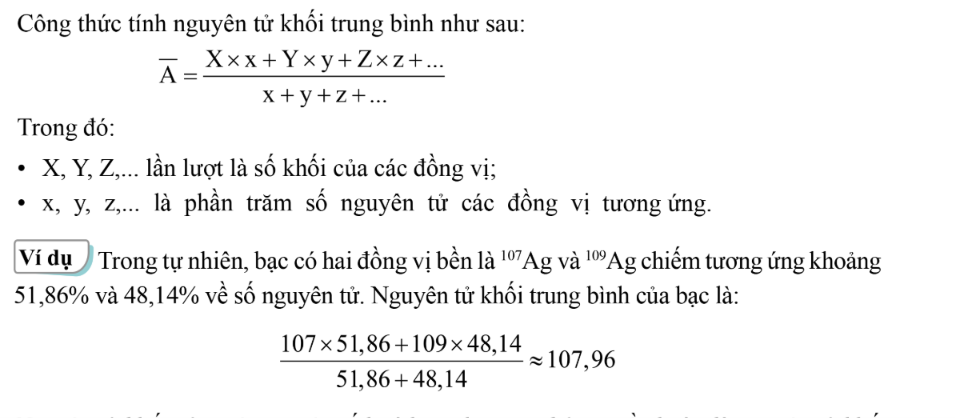 Công thức tính nguyên tử khối trung bình như sau:
A̅ = (X × x + Y × y + Z × z + ...) / (x + y + z + ...)
Trong đó:
• X, Y, Z,... lần lượt là số khối của các đồng vị;
• x, y, z,... là phần trăm số nguyên tử các đồng vị tương ứng.
Ví dụ Trong tự nhiên, bạc có hai đồng vị bền là ¹⁰⁷Ag và ¹⁰⁹Ag chiếm tương ứng khoảng
51,86% và 48,14% về số nguyên tử. Nguyên tử khối trung bình của bạc là:
(107 × 51,86 + 109 × 48,14) / (51,86 + 48,14) ≈ 107,96